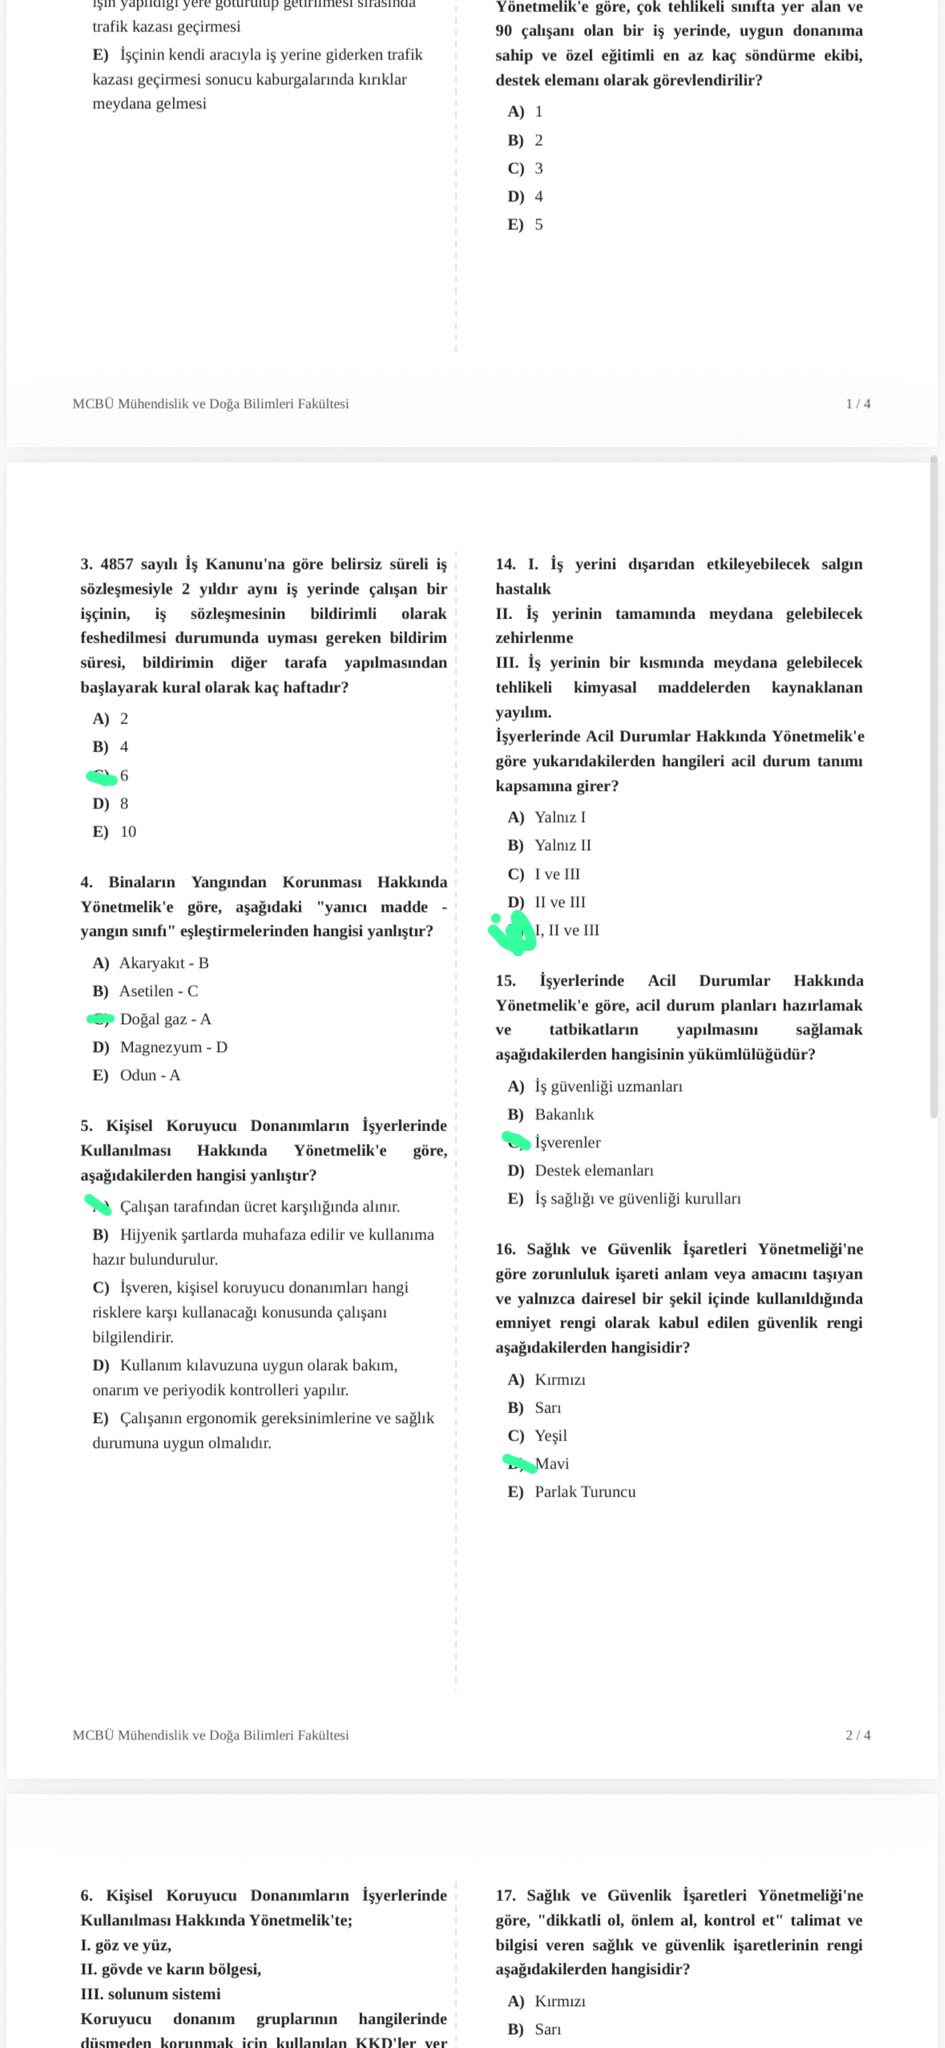 işin yapıldığı yere götürülüp getirilmesi sırasında
trafik kazası geçirmesi
E) İşçinin kendi aracıyla iş yerine giderken trafik
kazası geçirmesi sonucu kaburgalarında kırıklar
meydana gelmesi
Yönetmelik'e göre, çok tehlikeli sınıfta yer alan ve
90 çalışanı olan bir iş yerinde, uygun donanıma
sahip ve özel eğitimli en az kaç söndürme ekibi,
destek elemanı olarak görevlendirilir?
A) 1
B) 2
C) 3
D) 4
E) 5
MCBÜ Mühendislik ve Doğa Bilimleri Fakültesi
1 / 4
3. 4857 sayılı İş Kanunu'na göre belirsiz süreli iş
sözleşmesiyle 2 yıldır aynı iş yerinde çalışan bir
işçinin, iş sözleşmesinin bildirimli olarak
feshedilmesi durumunda uyması gereken bildirim
süresi, bildirimin diğer tarafa yapılmasından
başlayarak kural olarak kaç haftadır?
A) 2
B) 4
6
D) 8
E) 10
4. Binaların Yangından Korunması Hakkında
Yönetmelik'e göre, aşağıdaki "yanıcı madde -
yangın sınıfı" eşleştirmelerinden hangisi yanlıştır?
A) Akaryakıt - B
B) Asetilen - C
Doğal gaz - A
D) Magnezyum - D
E) Odun - A
5. Kişisel Koruyucu Donanımların İşyerlerinde
Kullanılması Hakkında Yönetmelik'e göre,
aşağıdakilerden hangisi yanlıştır?
Çalışan tarafından ücret karşılığında alınır.
B) Hijyenik şartlarda muhafaza edilir ve kullanıma
hazır bulundurulur.
C) İşveren, kişisel koruyucu donanımları hangi
risklere karşı kullanacağı konusunda çalışanı
bilgilendirir.
D) Kullanım kılavuzuna uygun olarak bakım,
onarım ve periyodik kontrolleri yapılır.
E) Çalışanın ergonomik gereksinimlerine ve sağlık
durumuna uygun olmalıdır.
14. I. İş yerini dışarıdan etkileyebilecek salgın
hastalık
II. İş yerinin tamamında meydana gelebilecek
zehirlenme
III. İş yerinin bir kısmında meydana gelebilecek
tehlikeli kimyasal maddelerden kaynaklanan
yayılım.
İşyerlerinde Acil Durumlar Hakkında Yönetmelik'e
göre yukarıdakilerden hangileri acil durum tanımı
kapsamına girer?
A) Yalnız I
B) Yalnız II
C) I ve III
D) II ve III
I, II ve III
15. İşyerlerinde Acil Durumlar Hakkında
Yönetmelik'e göre, acil durum planları hazırlamak
ve tatbikatların yapılmasını sağlamak
aşağıdakilerden hangisinin yükümlülüğüdür?
A) İş güvenliği uzmanları
B) Bakanlık
İşverenler
D) Destek elemanları
E) İş sağlığı ve güvenliği kurulları
16. Sağlık ve Güvenlik İşaretleri Yönetmeliği'ne
göre zorunluluk işareti anlam veya amacını taşıyan
ve yalnızca dairesel bir şekil içinde kullanıldığında
emniyet rengi olarak kabul edilen güvenlik rengi
aşağıdakilerden hangisidir?
A) Kırmızı
B) Sarı
C) Yeşil
Mavi
E) Parlak Turuncu
MCBÜ Mühendislik ve Doğa Bilimleri Fakültesi
2 / 4
6. Kişisel Koruyucu Donanımların İşyerlerinde
Kullanılması Hakkında Yönetmelik'te;
I. göz ve yüz,
II. gövde ve karın bölgesi,
III. solunum sistemi
Koruyucu donanım gruplarının hangilerinde
düşmeden korunmak için kullanılan KKD'ler yer
17. Sağlık ve Güvenlik İşaretleri Yönetmeliği'ne
göre, "dikkatli ol, önlem al, kontrol et" talimat ve
bilgisi veren sağlık ve güvenlik işaretlerinin rengi
aşağıdakilerden hangisidir?
A) Kırmızı
B) Sarı